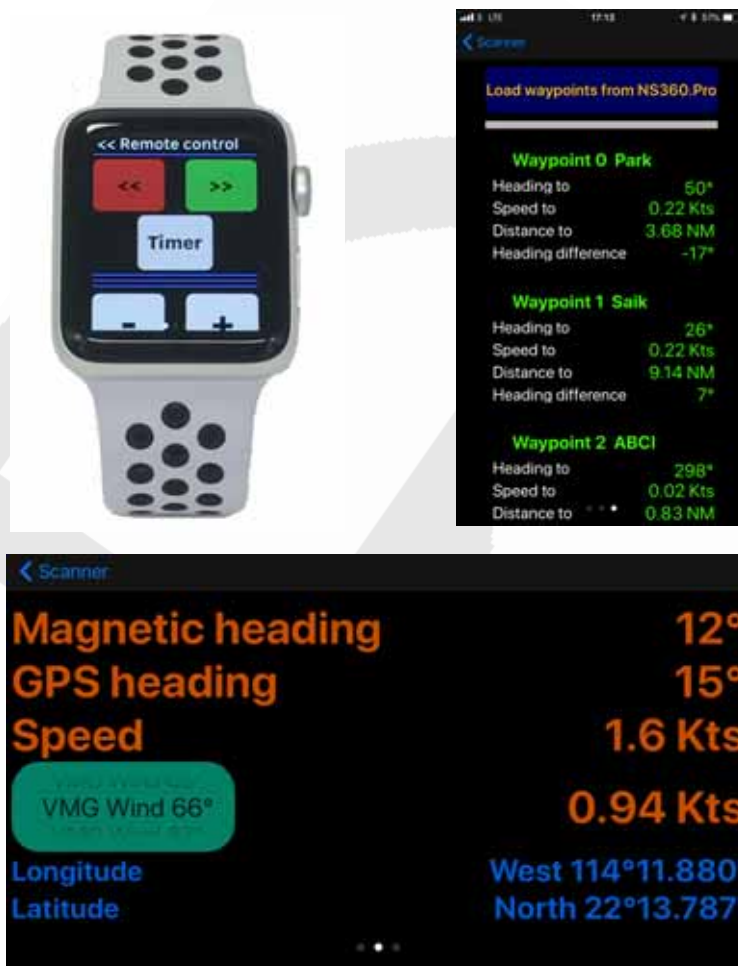 << Remote control
<<
>>
Timer
-
+
17:13
57%
Scanner
Load waypoints from NS360.Pro
Waypoint 0 Park
Heading to 50°
Speed to 0.22 Kts
Distance to 3.68 NM
Heading difference -17°
Waypoint 1 Saik
Heading to 26°
Speed to 0.22 Kts
Distance to 9.14 NM
Heading difference 7°
Waypoint 2 ABCI
Heading to 298°
Speed to 0.02 Kts
Distance to 0.83 NM
Scanner
Magnetic heading 12°
GPS heading 15°
Speed 1.6 Kts
VMG Wind 66° 0.94 Kts
Longitude West 114°11.880
Latitude North 22°13.787